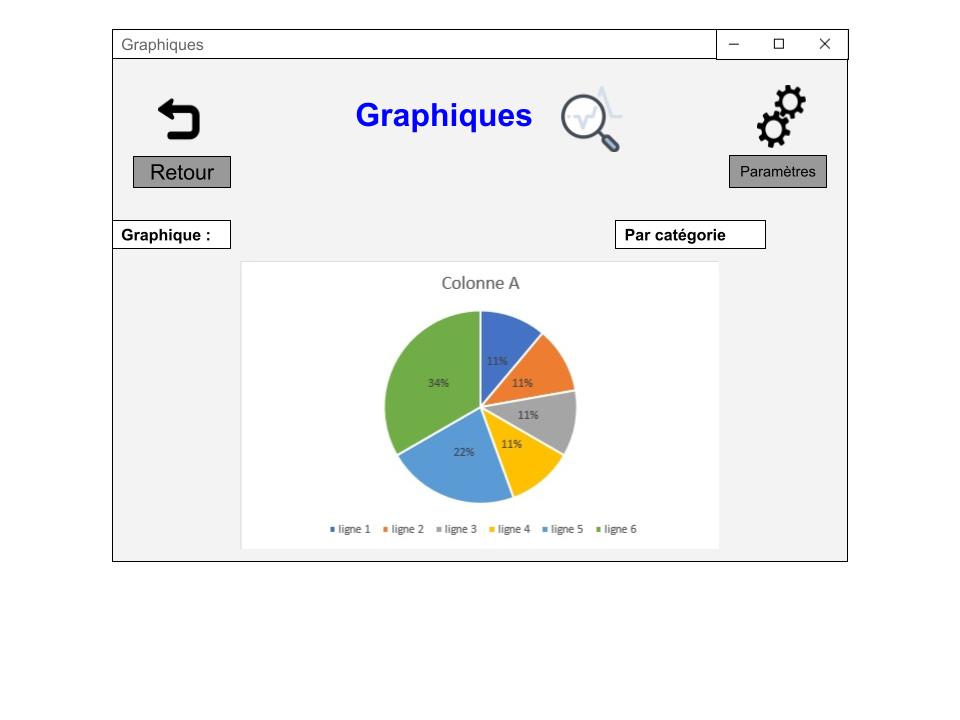 Graphiques
Graphiques
Retour
Paramètres
Graphique :
Par catégorie
Colonne A
11%
34%
11%
11%
11%
22%
ligne 1 ligne 2 ligne 3 ligne 4 ligne 5 ligne 6